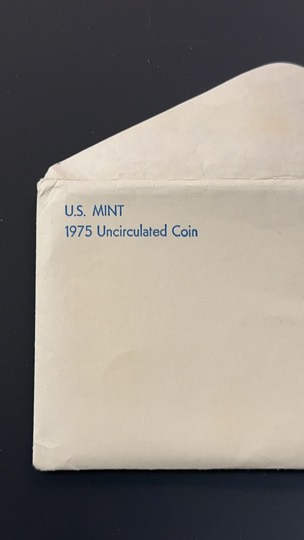 U.S. MINT
1975 Uncirculated Coin